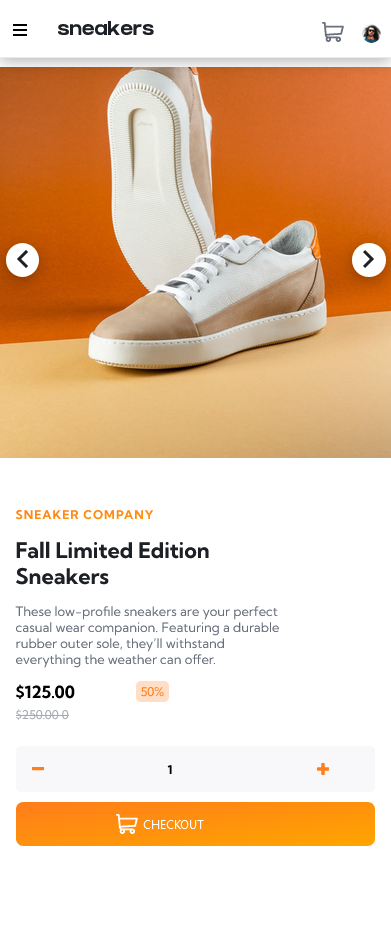 sneakers
SNEAKER COMPANY
Fall Limited Edition
Sneakers
These low-profile sneakers are your perfect
casual wear companion. Featuring a durable
rubber outer sole, they’ll withstand
everything the weather can offer.
$125.00 50%
$250.00 0
1
CHECKOUT